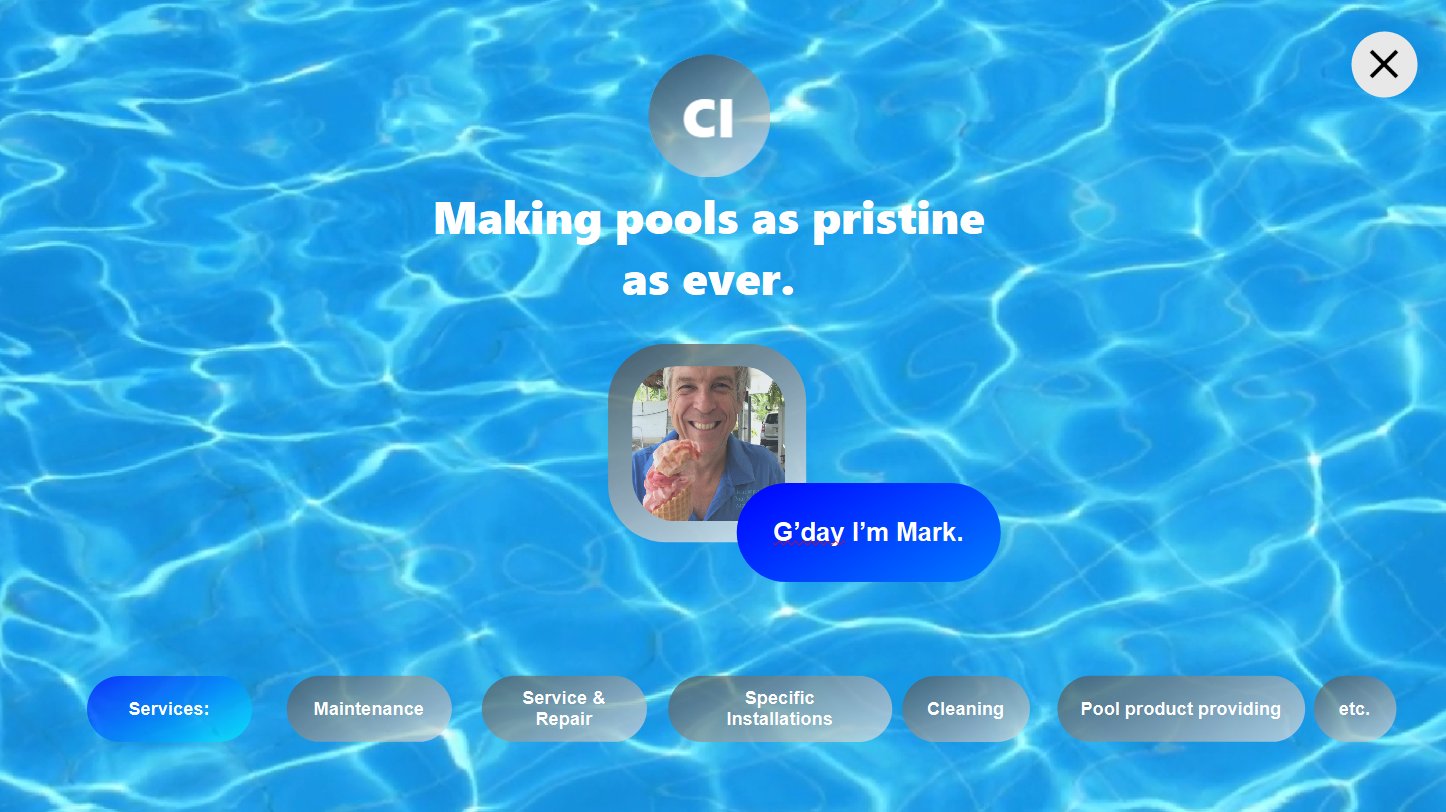 CI
Making pools as pristine
as ever.
G’day I’m Mark.
Services:
Maintenance
Service &
Repair
Specific
Installations
Cleaning
Pool product providing
etc.